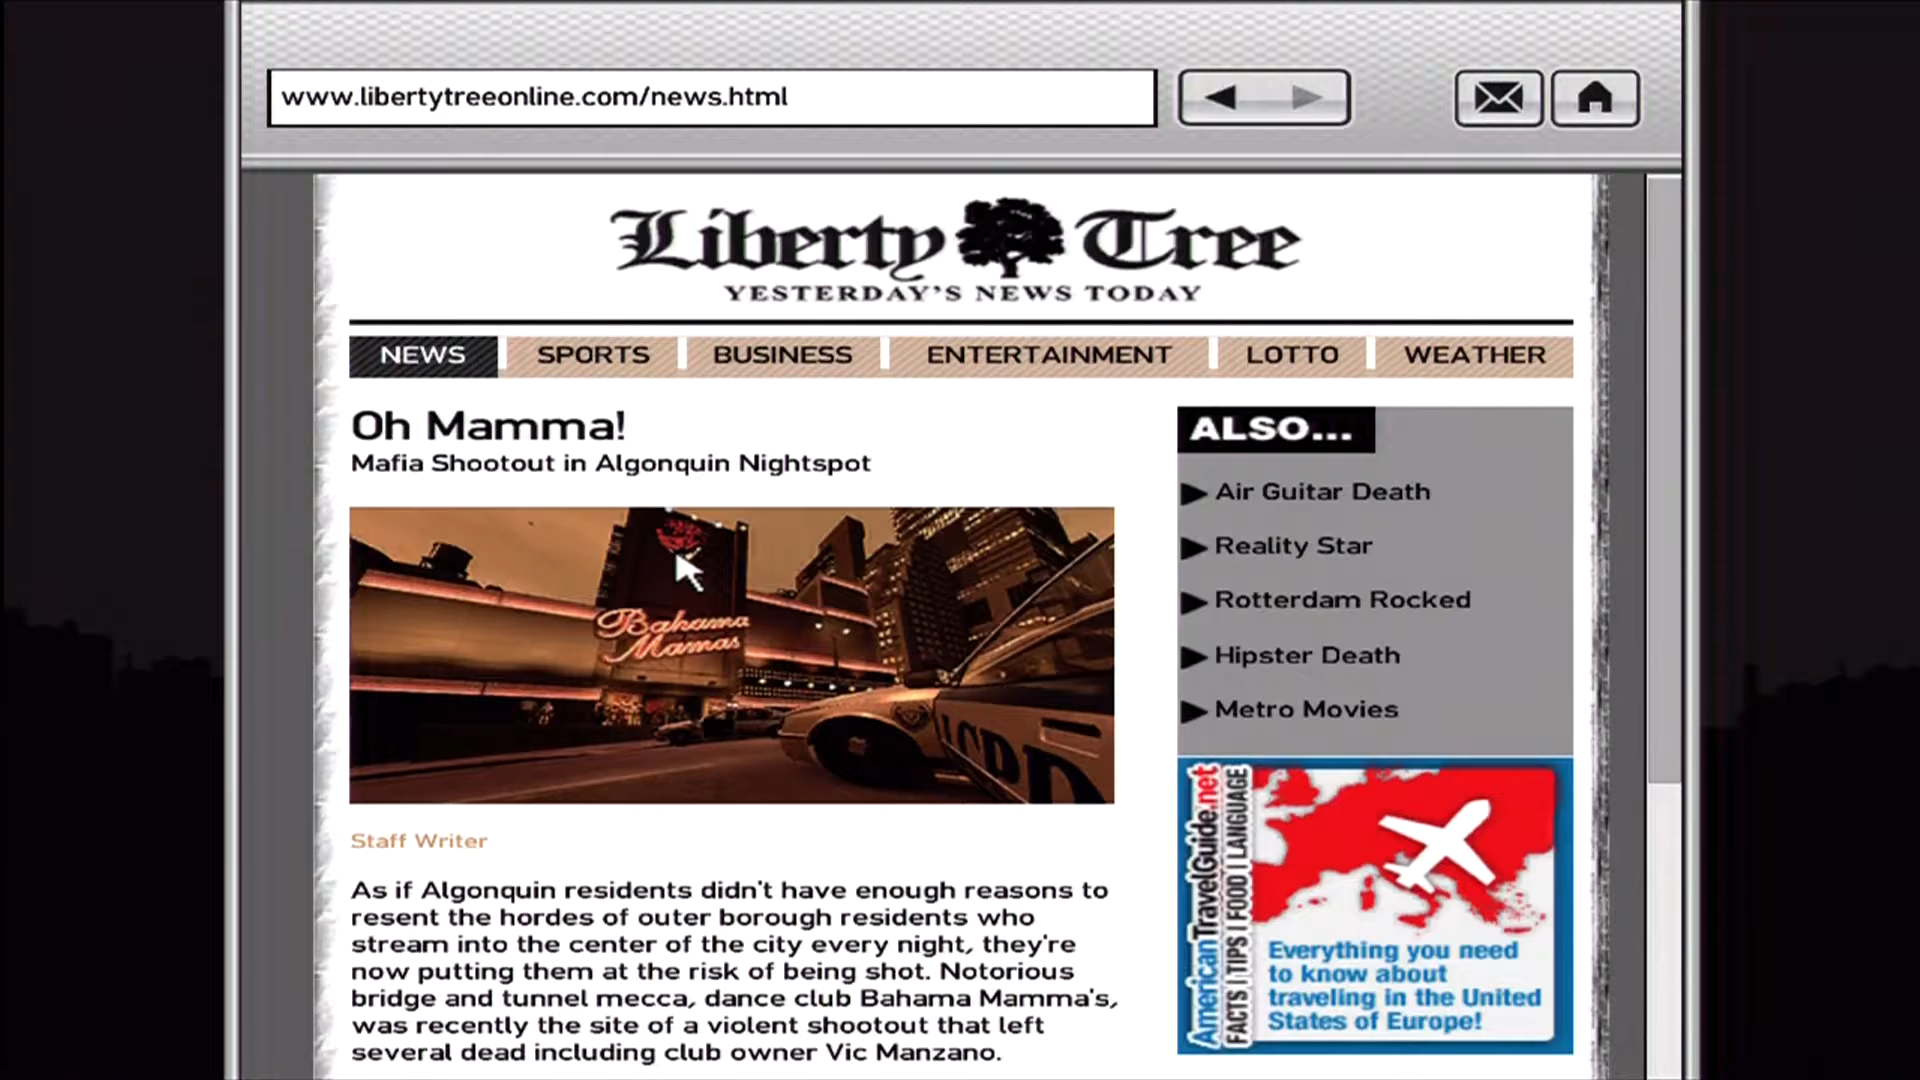 www.libertytreeonline.com/news.html
Liberty Tree
YESTERDAY'S NEWS TODAY
NEWS
SPORTS
BUSINESS
ENTERTAINMENT
LOTTO
WEATHER
Oh Mamma!
Mafia Shootout in Algonquin Nightspot
Bahama
Mamas
LCPD
Staff Writer
As if Algonquin residents didn't have enough reasons to
resent the hordes of outer borough residents who
stream into the center of the city every night, they're
now putting them at the risk of being shot. Notorious
bridge and tunnel mecca, dance club Bahama Mamma's,
was recently the site of a violent shootout that left
several dead including club owner Vic Manzano.
ALSO...
Air Guitar Death
Reality Star
Rotterdam Rocked
Hipster Death
Metro Movies
AmericanTravelGuide.net
FACTS | TIPS | FOOD | LANGUAGE
Everything you need
to know about
traveling in the United
States of Europe!